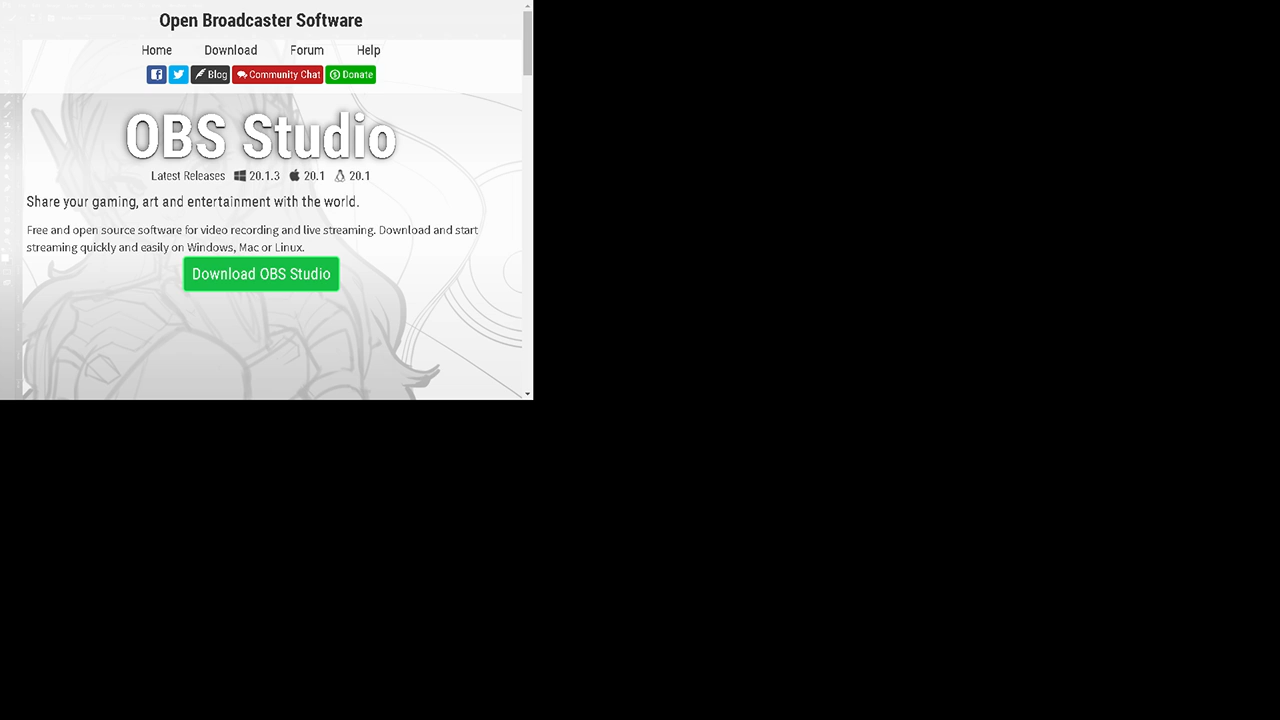 Open Broadcaster Software
Home Download Forum Help
Blog Community Chat Donate
OBS Studio
Latest Releases 20.1.3 20.1 20.1
Share your gaming, art and entertainment with the world.
Free and open source software for video recording and live streaming. Download and start
streaming quickly and easily on Windows, Mac or Linux.
Download OBS Studio